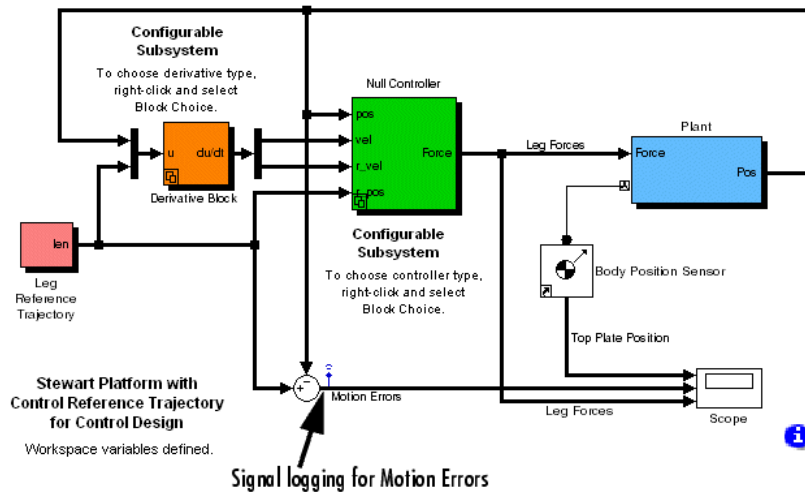 Configurable
Subsystem
To choose derivative type,
right-click and select
Block Choice.
Null Controller
pos
vel
r_vel
r_pos
Force
u
du/dt
Derivative Block
Leg Forces
Plant
Force
Pos
len
Leg
Reference
Trajectory
Configurable
Subsystem
To choose controller type,
right-click and select
Block Choice.
Body Position Sensor
Top Plate Position
Motion Errors
Leg Forces
Scope
Stewart Platform with
Control Reference Trajectory
for Control Design
Workspace variables defined.
Signal logging for Motion Errors
i